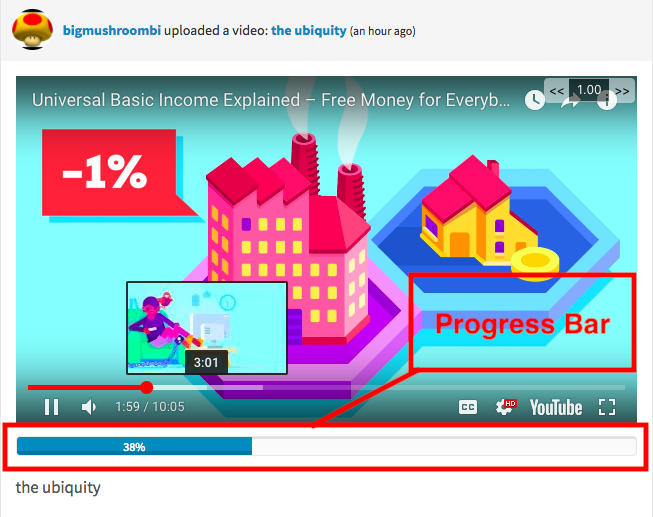 bigmushroombi uploaded a video: the ubiquity (an hour ago)
Universal Basic Income Explained – Free Money for Everyb...
<< 1.00 >>
-1%
Progress Bar
3:01
1:59 / 10:05
CC HD YouTube
38%
the ubiquity